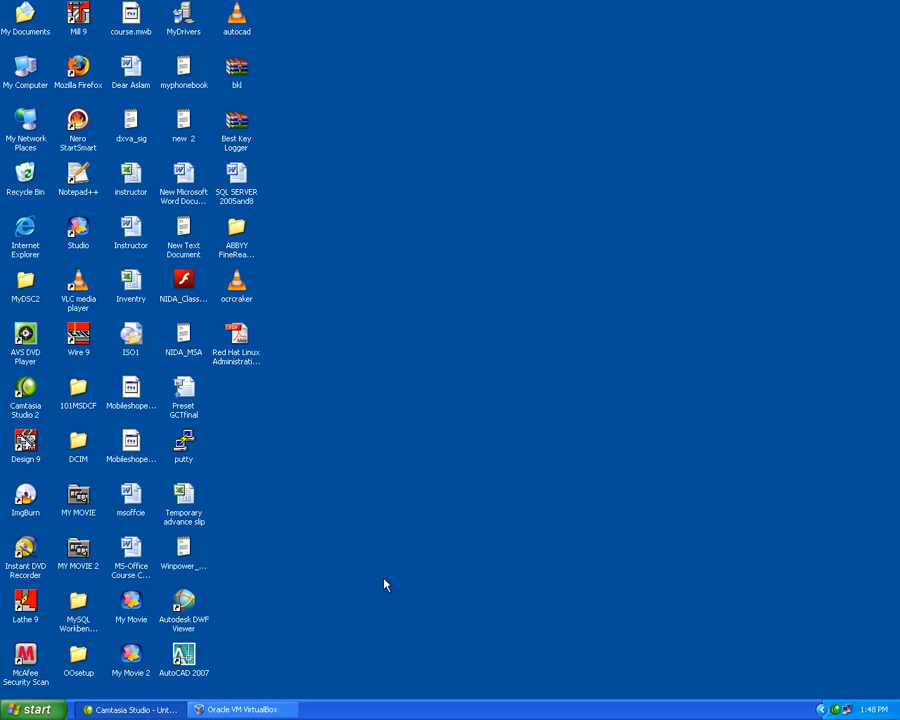 My Documents
Mill 9
course.mwb
MyDrivers
autocad
My Computer
Mozilla Firefox
Dear Aslam
myphonebook
bkl
My Network
Places
Nero
StartSmart
dxva_sig
new 2
Best Key
Logger
Recycle Bin
Notepad++
instructor
New Microsoft
Word Docu...
SQL SERVER
2005and8
Internet
Explorer
Studio
Instructor
New Text
Document
ABBYY
FineRea...
MyDSC2
VLC media
player
Inventry
NIDA_Class...
ocrcraker
AVS DVD
Player
Wire 9
ISO1
NIDA_MSA
Red Hat Linux
Administrati...
Camtasia
Studio 2
101MSDCF
Mobileshope...
Preset
GCTfinal
Design 9
DCIM
Mobileshope...
putty
ImgBurn
MY MOVIE
msoffcie
Temporary
advance slip
Instant DVD
Recorder
MY MOVIE 2
MS-Office
Course C...
Winpower_...
Lathe 9
MySQL
Workben...
My Movie
Autodesk DWF
Viewer
McAfee
Security Scan
OOsetup
My Movie 2
AutoCAD 2007
start
Camtasia Studio - Unt...
Oracle VM VirtualBox
1:48 PM